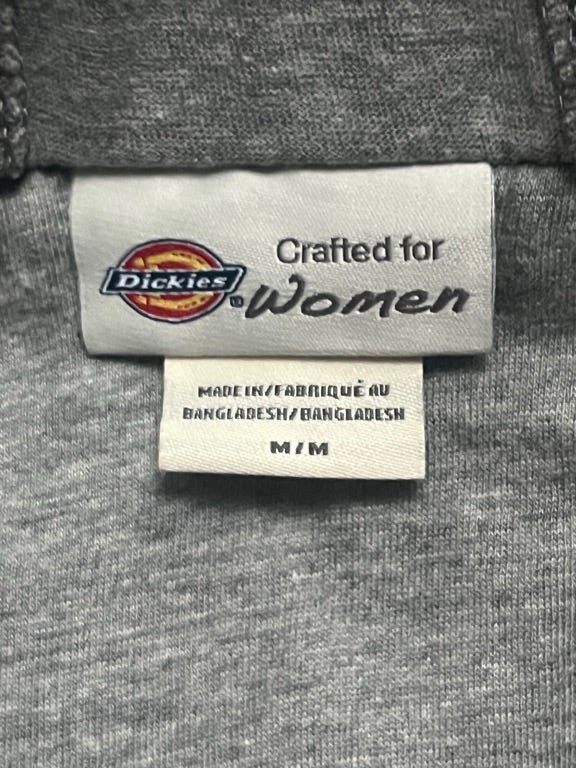 Crafted for
Dickies®
Women
MADE IN/FABRIQUÉ AU
BANGLADESH/BANGLADESH
M/M